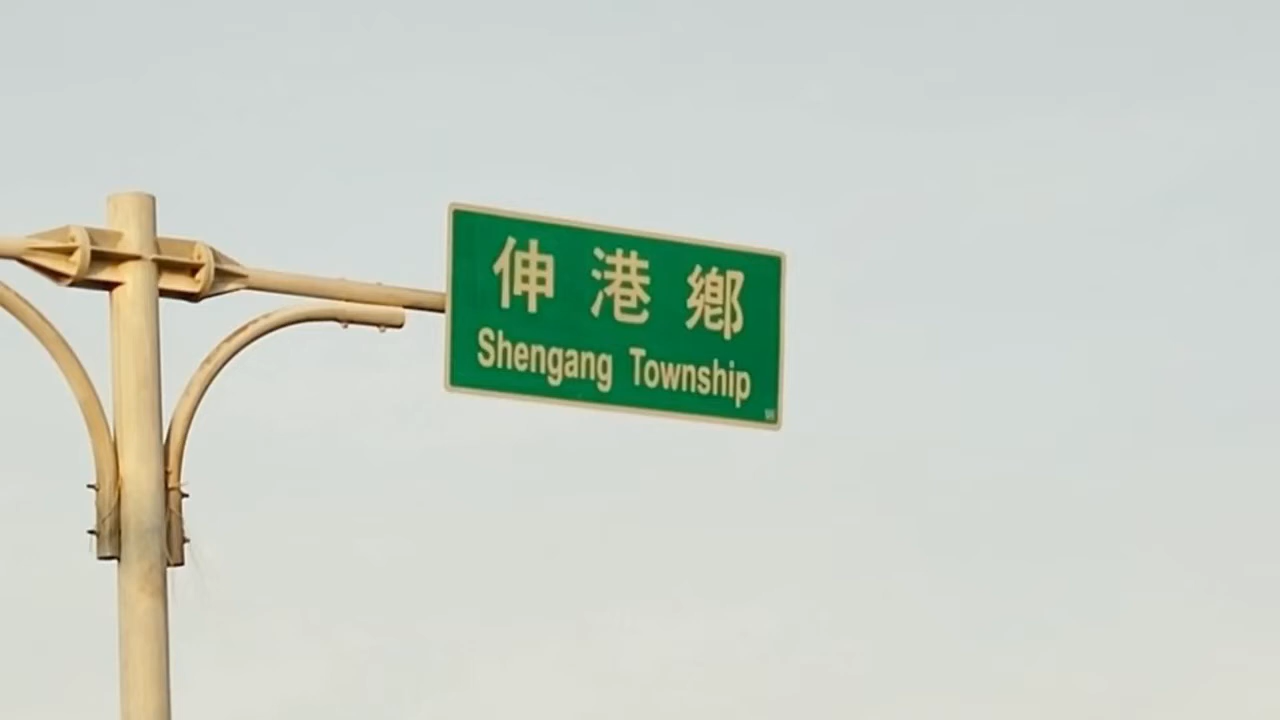 伸港鄉
Shengang Township